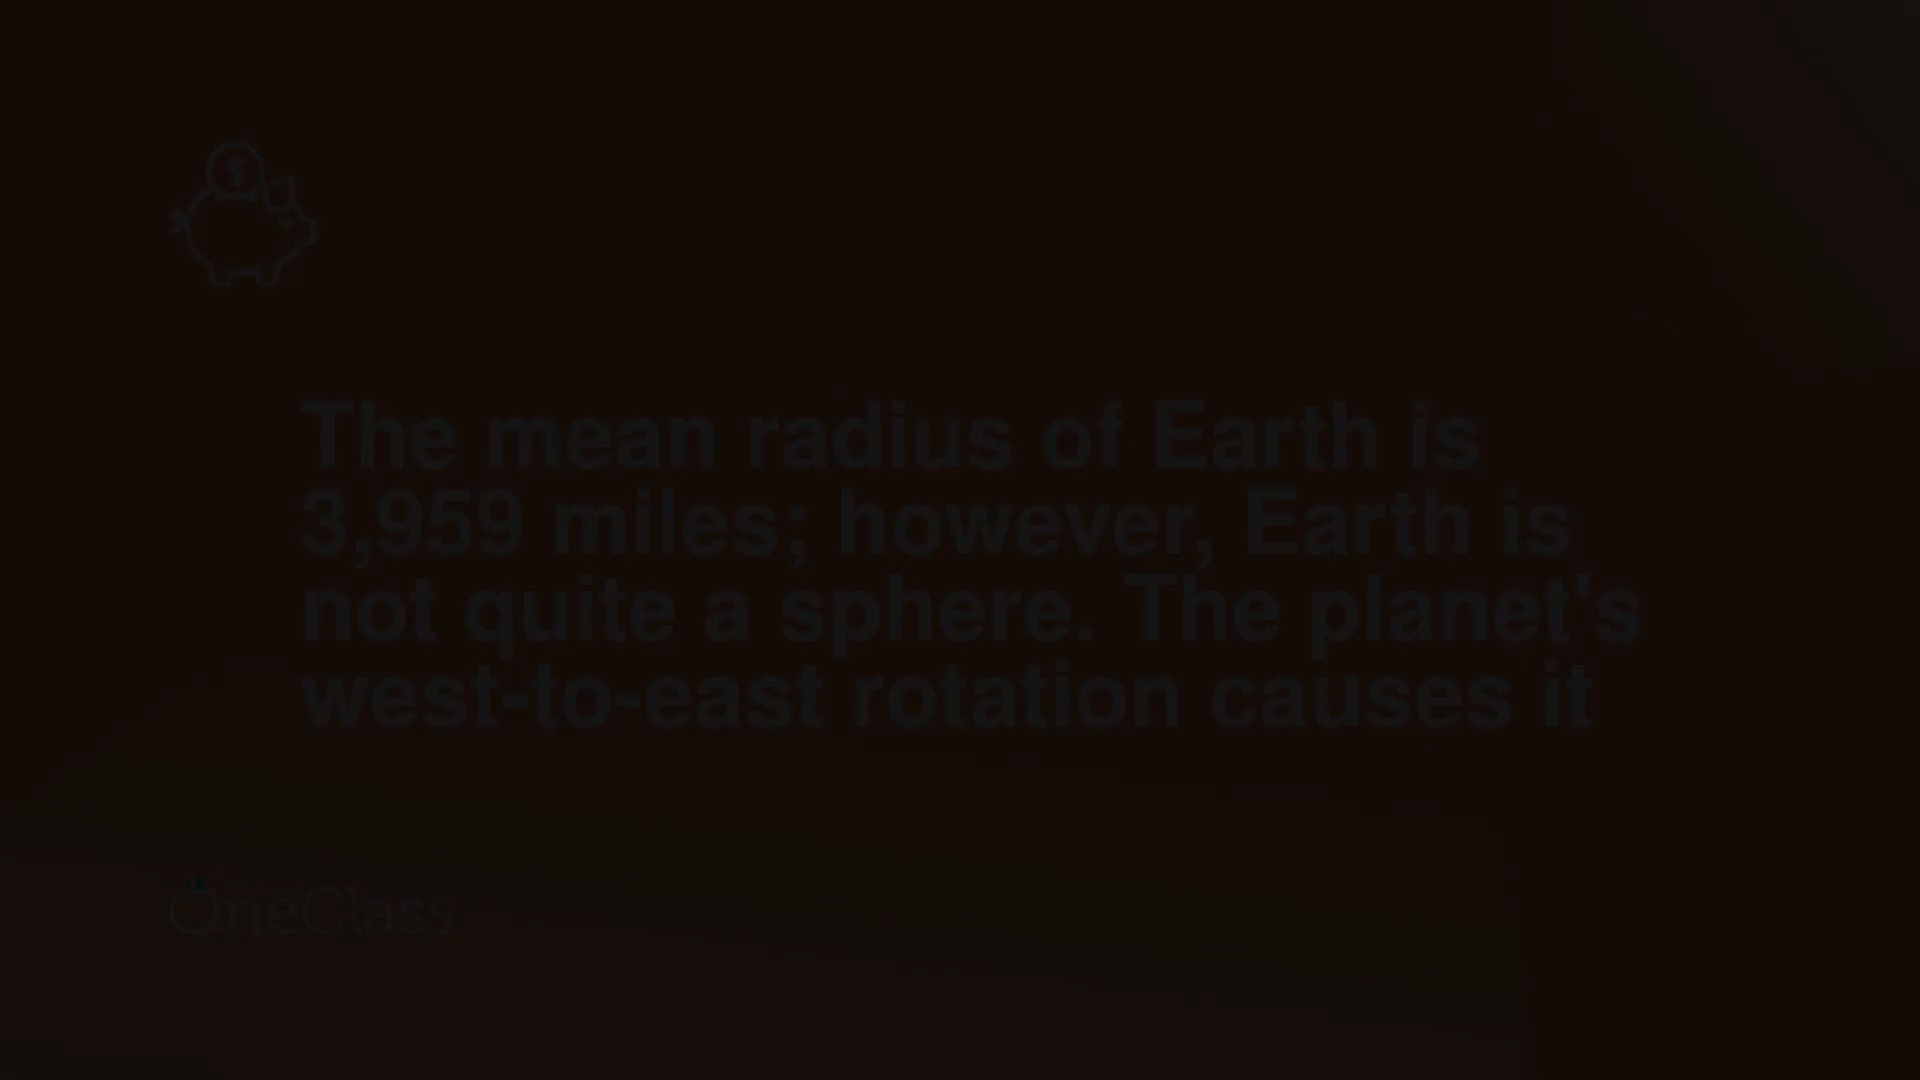 $
The mean radius of Earth is
3,959 miles; however, Earth is
not quite a sphere. The planet's
west-to-east rotation causes it
OneClass